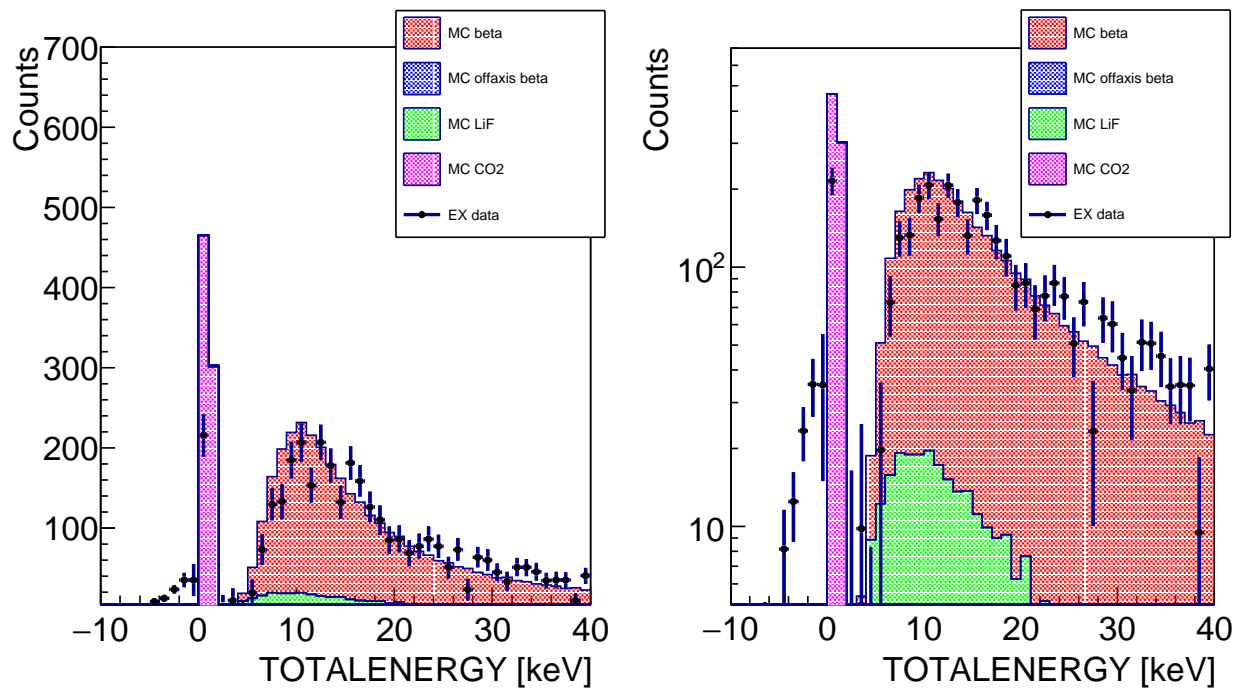 Counts
700
600
500
400
300
200
100
−10
0
10
20
30
40
TOTALENERGY [keV]
MC beta
MC offaxis beta
MC LiF
MC CO2
EX data
Counts
10²
10
−10
0
10
20
30
40
TOTALENERGY [keV]
MC beta
MC offaxis beta
MC LiF
MC CO2
EX data